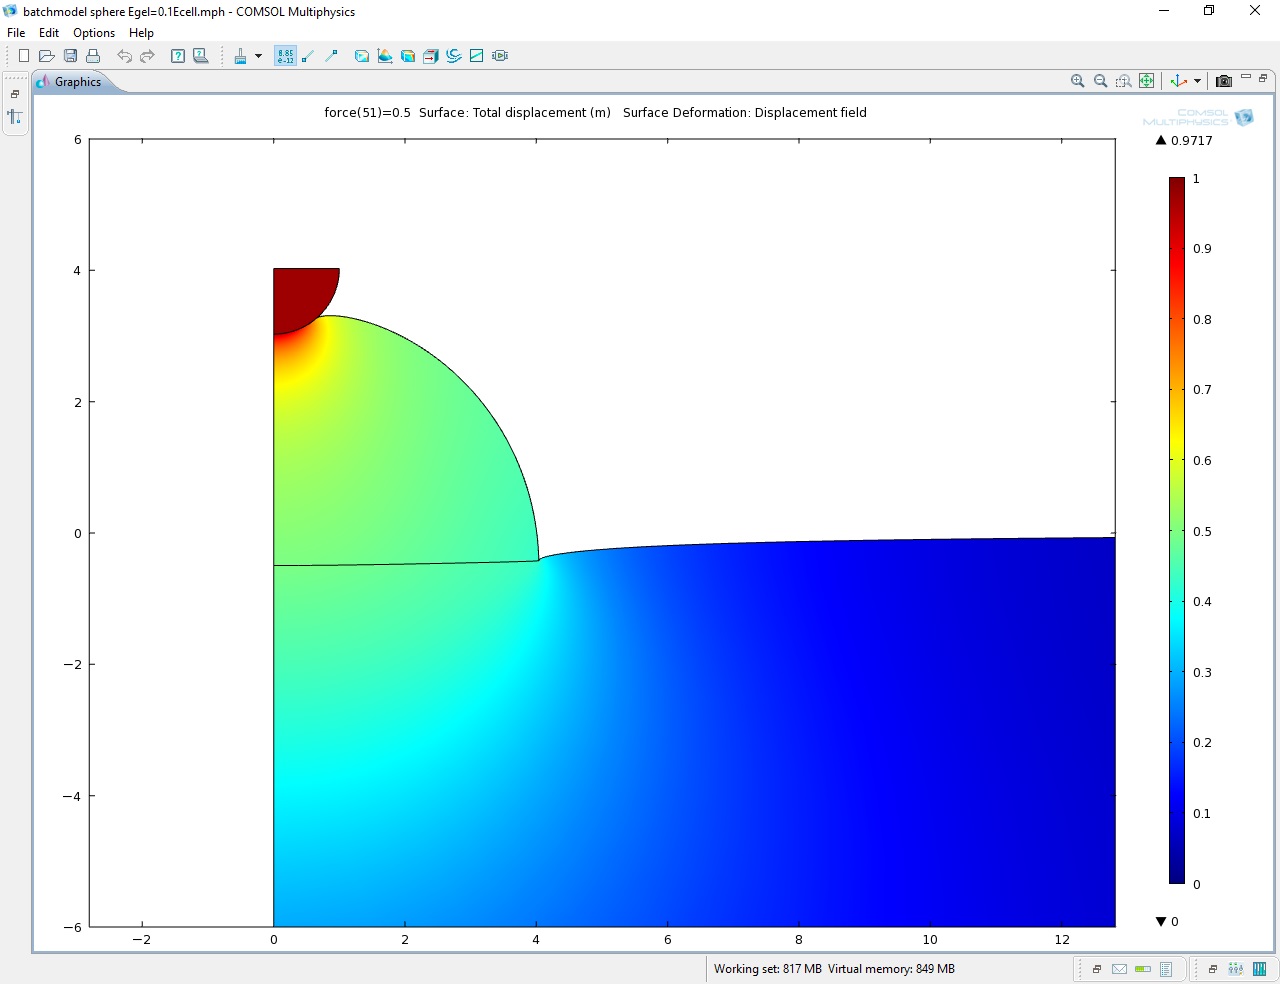 batchmodel sphere Egel=0.1Ecell.mph - COMSOL Multiphysics
File Edit Options Help
8.85
e-12
Graphics
force(51)=0.5 Surface: Total displacement (m) Surface Deformation: Displacement field
COMSOL
MULTIPHYSICS
▲ 0.9717
6
4
2
0
−2
−4
−6
−2 0 2 4 6 8 10 12
1
0.9
0.8
0.7
0.6
0.5
0.4
0.3
0.2
0.1
0
▼ 0
Working set: 817 MB Virtual memory: 849 MB